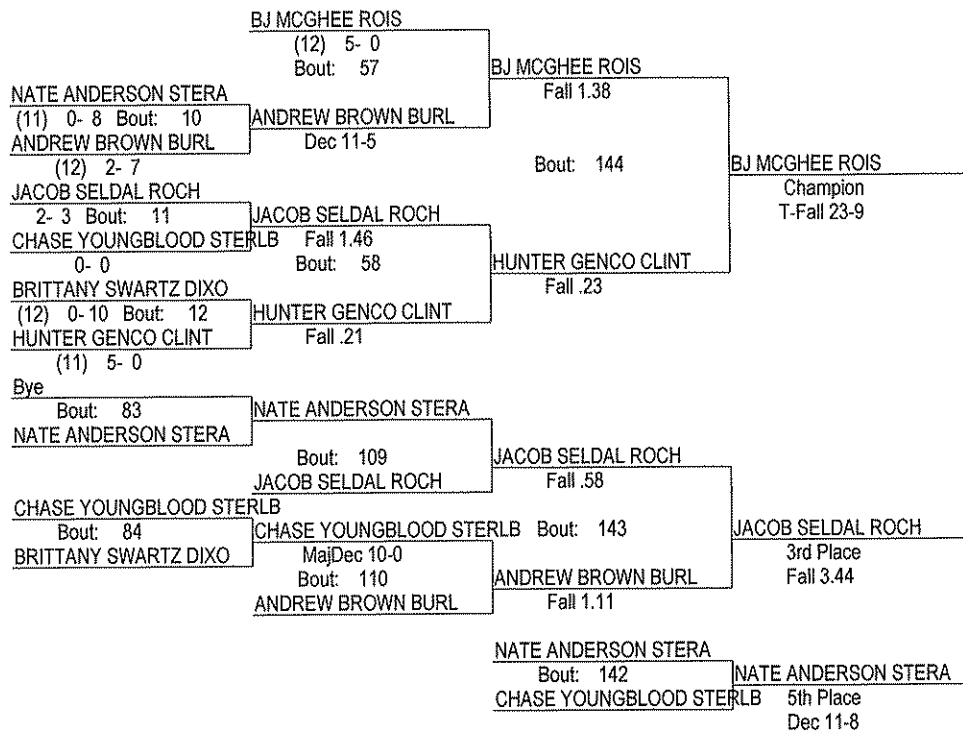 BJ MCGHEE ROIS
(12) 5- 0
Bout: 57
BJ MCGHEE ROIS
Fall 1.38
NATE ANDERSON STERA
(11) 0- 8 Bout: 10
ANDREW BROWN BURL
Dec 11-5
ANDREW BROWN BURL
(12) 2- 7
Bout: 144
BJ MCGHEE ROIS
Champion
T-Fall 23-9
JACOB SELDAL ROCH
2- 3 Bout: 11
JACOB SELDAL ROCH
Fall 1.46
CHASE YOUNGBLOOD STERLB
0- 0
Bout: 58
HUNTER GENCO CLINT
Fall .23
BRITTANY SWARTZ DIXO
(12) 0-10 Bout: 12
HUNTER GENCO CLINT
Fall .21
HUNTER GENCO CLINT
(11) 5- 0
Bye
Bout: 83
NATE ANDERSON STERA
NATE ANDERSON STERA
Bout: 109
JACOB SELDAL ROCH
JACOB SELDAL ROCH
Fall .58
CHASE YOUNGBLOOD STERLB
Bout: 84
BRITTANY SWARTZ DIXO
CHASE YOUNGBLOOD STERLB
MajDec 10-0
Bout: 143
JACOB SELDAL ROCH
3rd Place
Fall 3.44
Bout: 110
ANDREW BROWN BURL
ANDREW BROWN BURL
Fall 1.11
NATE ANDERSON STERA
Bout: 142
CHASE YOUNGBLOOD STERLB
NATE ANDERSON STERA
5th Place
Dec 11-8